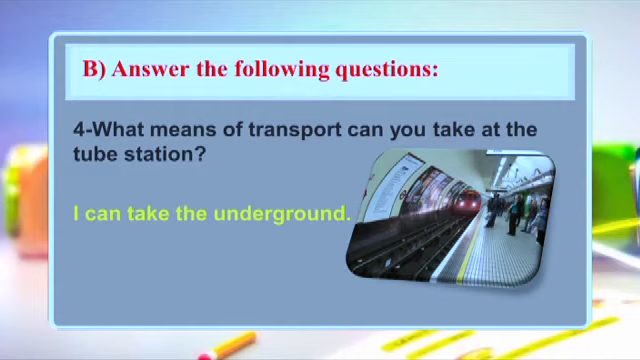 B) Answer the following questions:
4-What means of transport can you take at the
tube station?
I can take the underground.